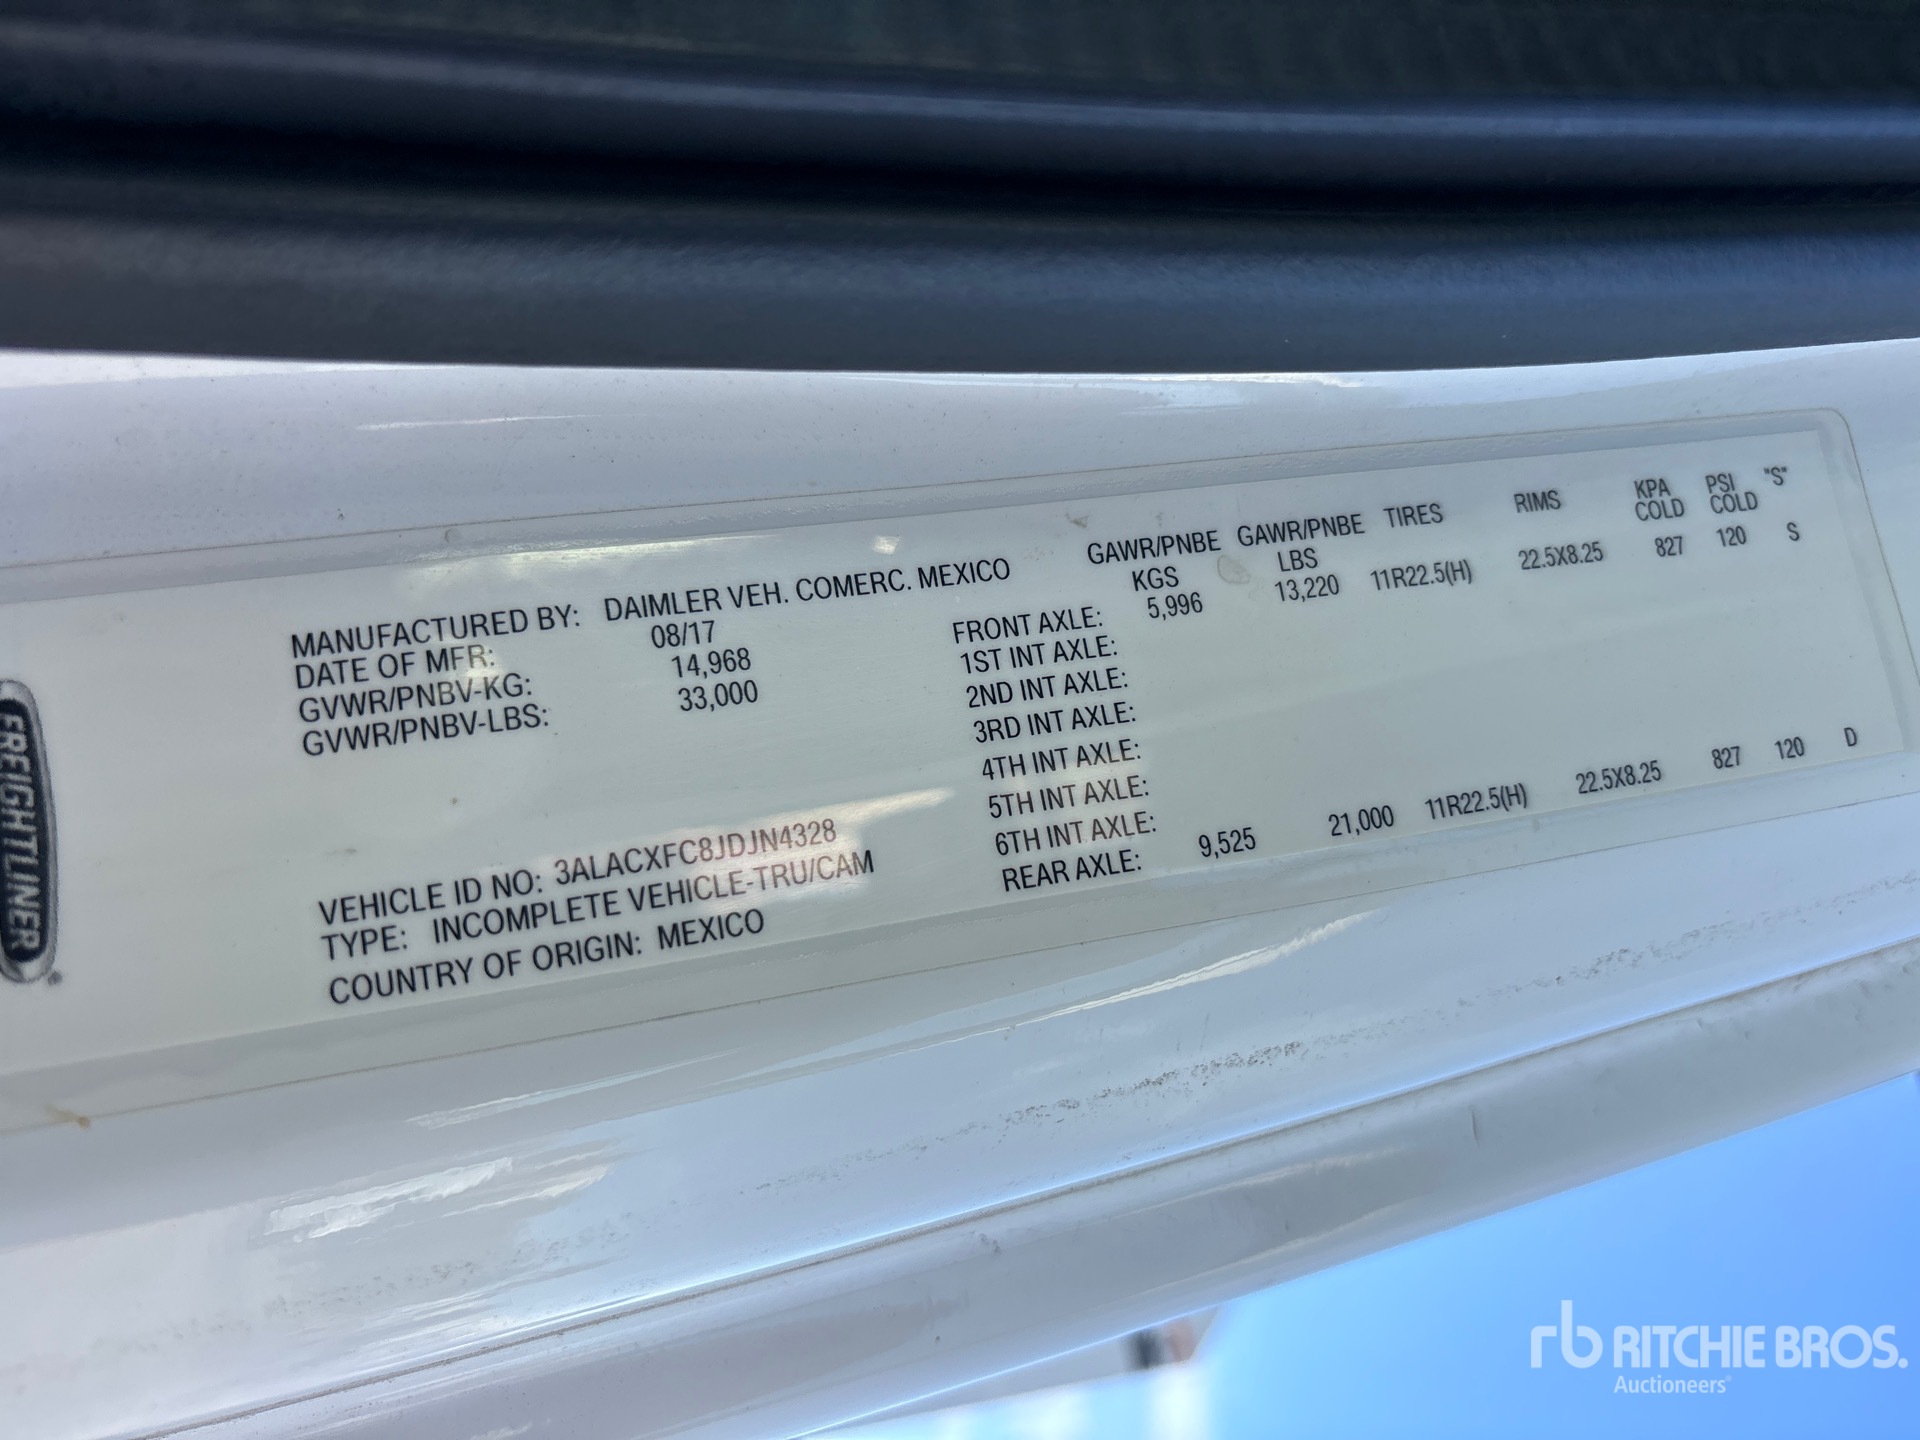 FREIGHTLINER®
MANUFACTURED BY: DAIMLER VEH. COMERC. MEXICO
DATE OF MFR: 08/17
GVWR/PNBV-KG: 14,968
GVWR/PNBV-LBS: 33,000
VEHICLE ID NO: 3ALACXFC8JDJN4328
TYPE: INCOMPLETE VEHICLE-TRU/CAM
COUNTRY OF ORIGIN: MEXICO
GAWR/PNBE KGS GAWR/PNBE LBS TIRES RIMS KPA COLD PSI COLD "S"
FRONT AXLE: 5,996 13,220 11R22.5(H) 22.5X8.25 827 120 S
1ST INT AXLE:
2ND INT AXLE:
3RD INT AXLE:
4TH INT AXLE:
5TH INT AXLE:
6TH INT AXLE:
REAR AXLE: 9,525 21,000 11R22.5(H) 22.5X8.25 827 120 D
rb RITCHIE BROS.
Auctioneers®